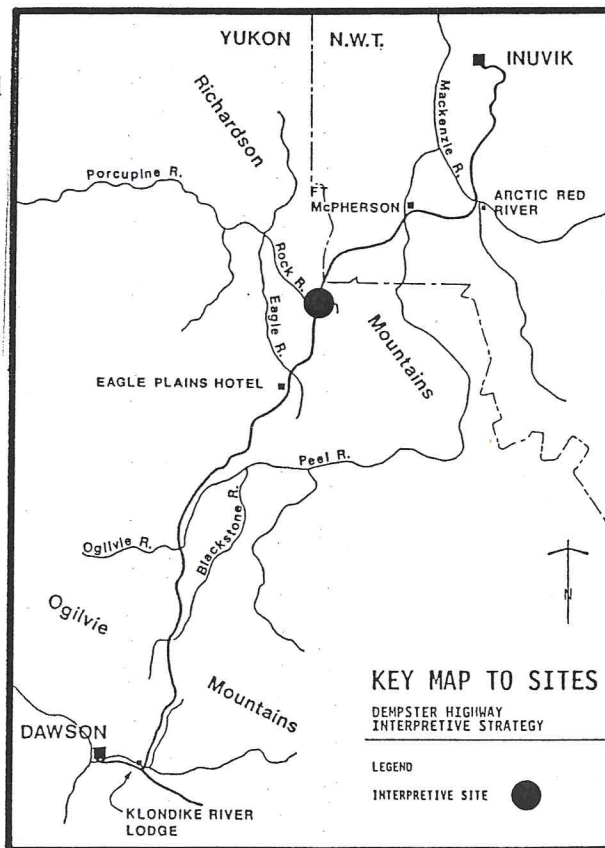 YUKON
N.W.T.
INUVIK
Richardson
Mackenzie R.
Porcupine R.
FT
McPHERSON
ARCTIC RED
RIVER
Rock R.
Eagle R.
Mountains
EAGLE PLAINS HOTEL
Peel R.
Blackstone R.
Ogilvie R.
N
Ogilvie
Mountains
KEY MAP TO SITES
DEMPSTER HIGHWAY
INTERPRETIVE STRATEGY
DAWSON
LEGEND
INTERPRETIVE SITE
KLONDIKE RIVER
LODGE